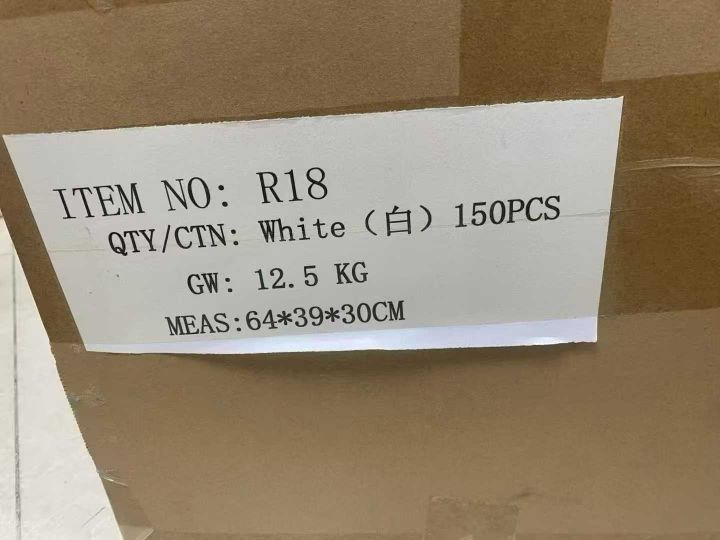 ITEM NO: R18
QTY/CTN: White（白）150PCS
GW: 12.5 KG
MEAS:64*39*30CM